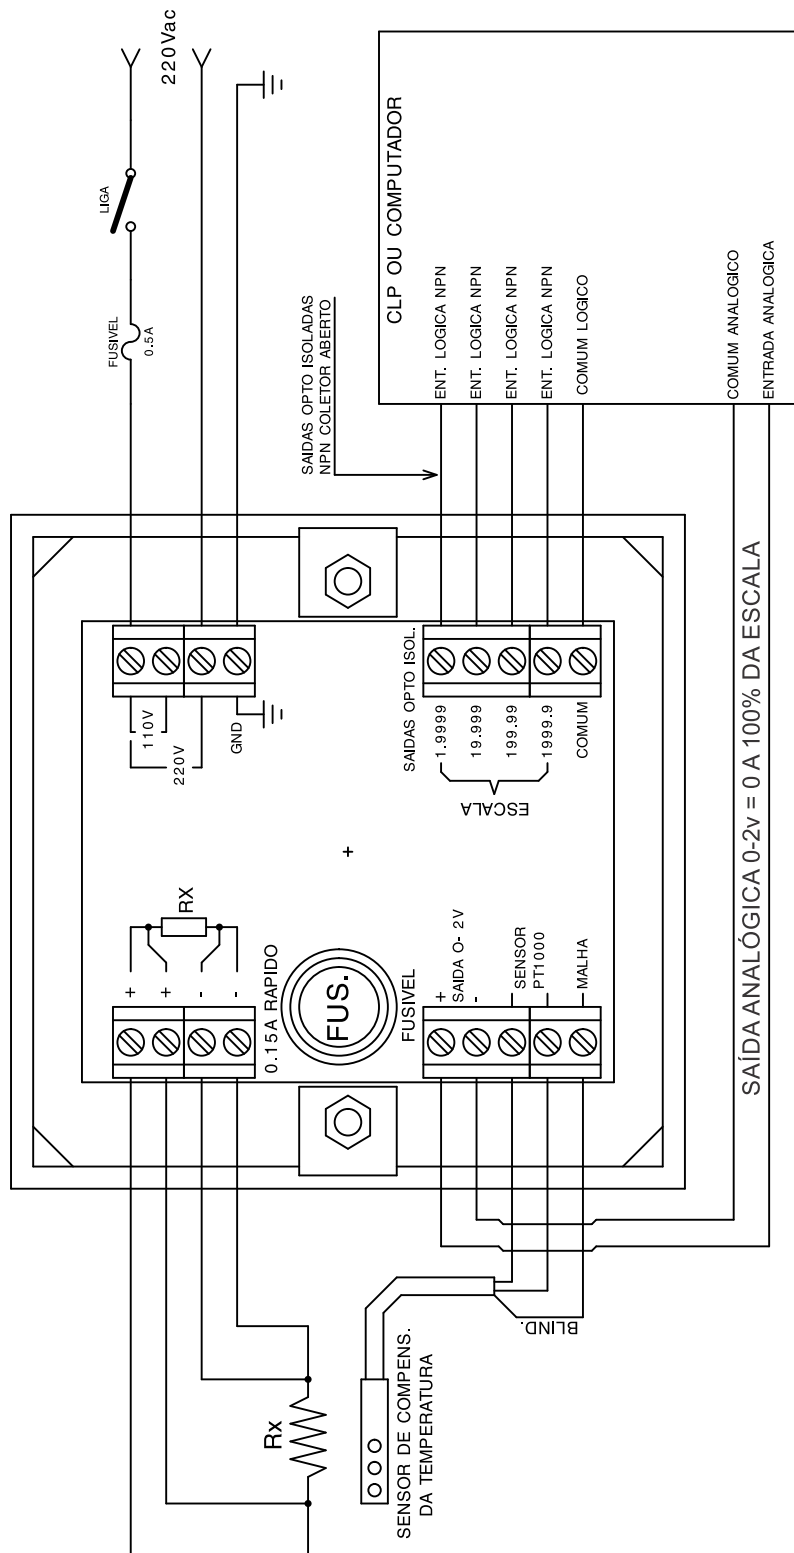 220Vac
LIGA
FUSIVEL
0.5A
CLP OU COMPUTADOR
ENT. LOGICA NPN
ENT. LOGICA NPN
ENT. LOGICA NPN
ENT. LOGICA NPN
COMUM LOGICO
COMUM ANALOGICO
ENTRADA ANALOGICA
SAIDAS OPTO ISOLADAS
NPN COLETOR ABERTO
110V
220V
GND
SAIDAS OPTO ISOL.
1.9999
19.999
199.99
1999.9
COMUM
ESCALA
+
RX
+
+
-
-
0.15A RAPIDO
FUS.
FUSIVEL
+
SAIDA O- 2V
-
SENSOR
PT1000
MALHA
SAÍDA ANALÓGICA 0-2v = 0 A 100% DA ESCALA
Rx
BLIND.
SENSOR DE COMPENS.
DA TEMPERATURA